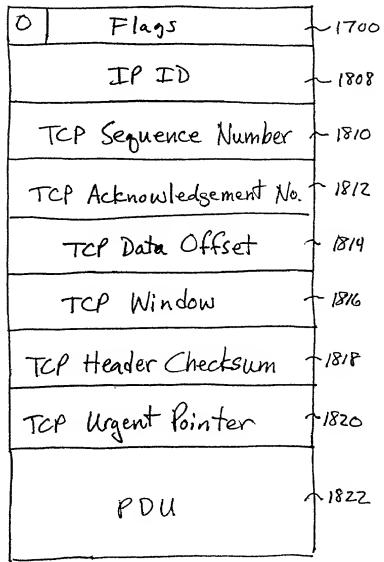 0 Flags 1700
IP ID 1808
TCP Sequence Number 1810
TCP Acknowledgement No. 1812
TCP Data Offset 1814
TCP Window 1816
TCP Header Checksum 1818
TCP Urgent Pointer 1820
PDU 1822